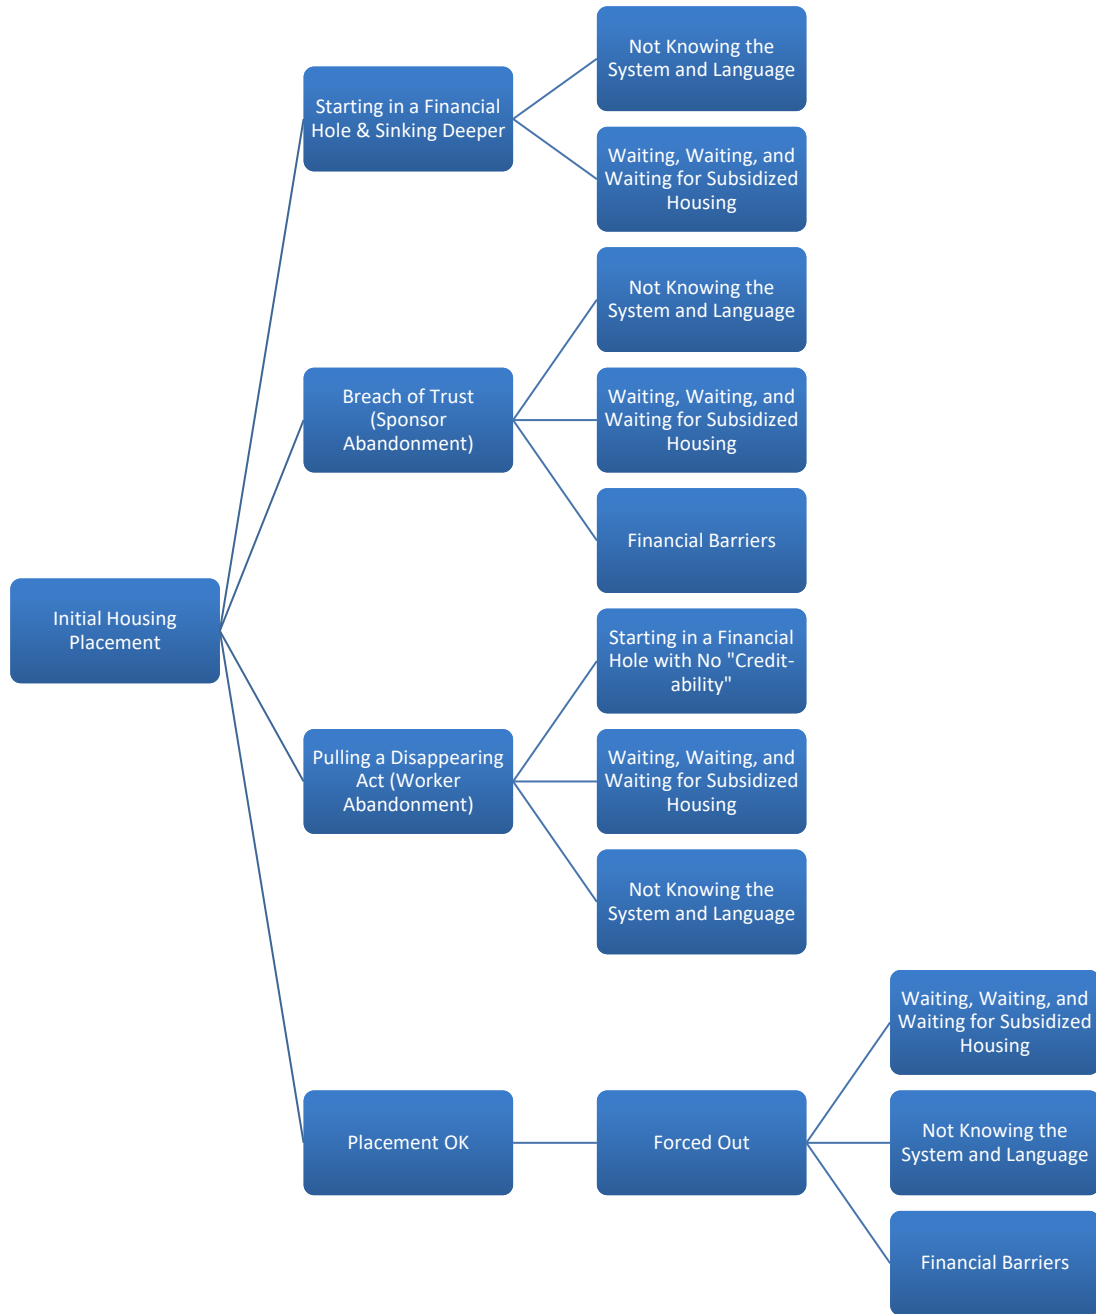 Initial Housing
Placement
Starting in a Financial
Hole & Sinking Deeper
Not Knowing the
System and Language
Waiting, Waiting, and
Waiting for Subsidized
Housing
Breach of Trust
(Sponsor
Abandonment)
Not Knowing the
System and Language
Waiting, Waiting, and
Waiting for Subsidized
Housing
Financial Barriers
Pulling a Disappearing
Act (Worker
Abandonment)
Starting in a Financial
Hole with No "Credit-
ability"
Waiting, Waiting, and
Waiting for Subsidized
Housing
Not Knowing the
System and Language
Placement OK
Forced Out
Waiting, Waiting, and
Waiting for Subsidized
Housing
Not Knowing the
System and Language
Financial Barriers